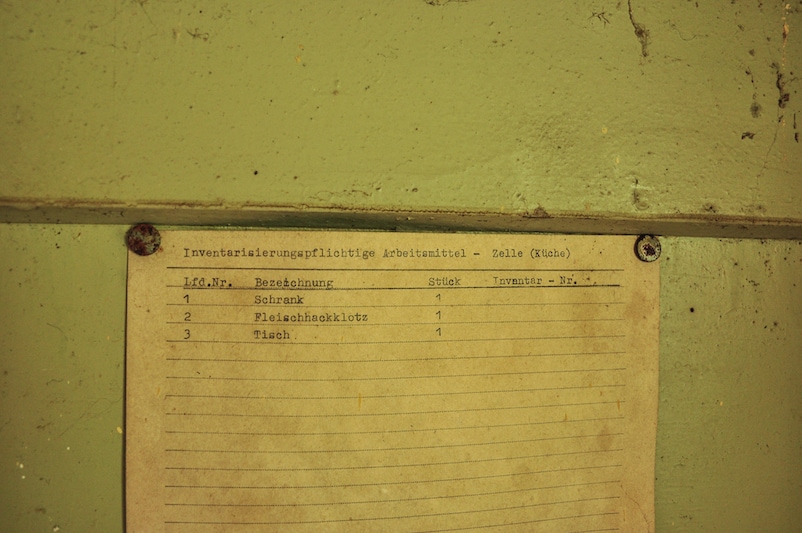 Inventarisierungspflichtige Arbeitsmittel - Zelle (Küche)
Lfd.Nr. Bezeichnung Stück Inventar - Nr.
1 Schrank 1
2 Fleischhackklotz 1
3 Tisch 1